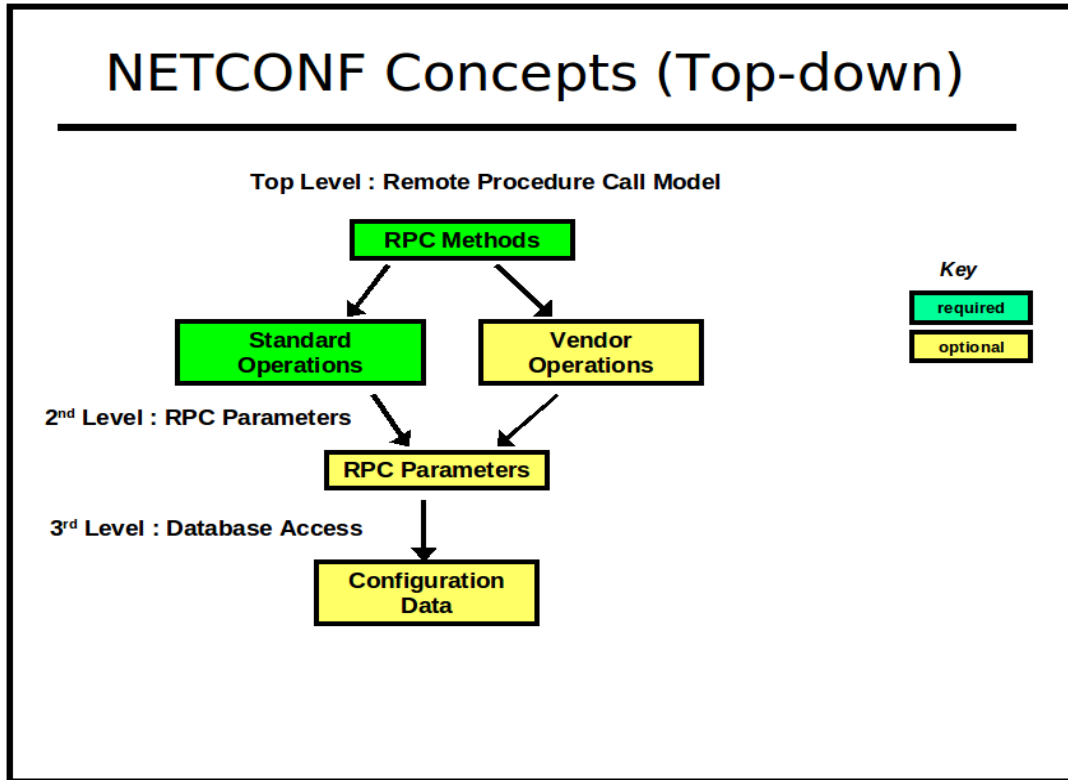 NETCONF Concepts (Top-down)
Top Level : Remote Procedure Call Model
RPC Methods
Key
required
optional
Standard
Operations
Vendor
Operations
2nd Level : RPC Parameters
RPC Parameters
3rd Level : Database Access
Configuration
Data